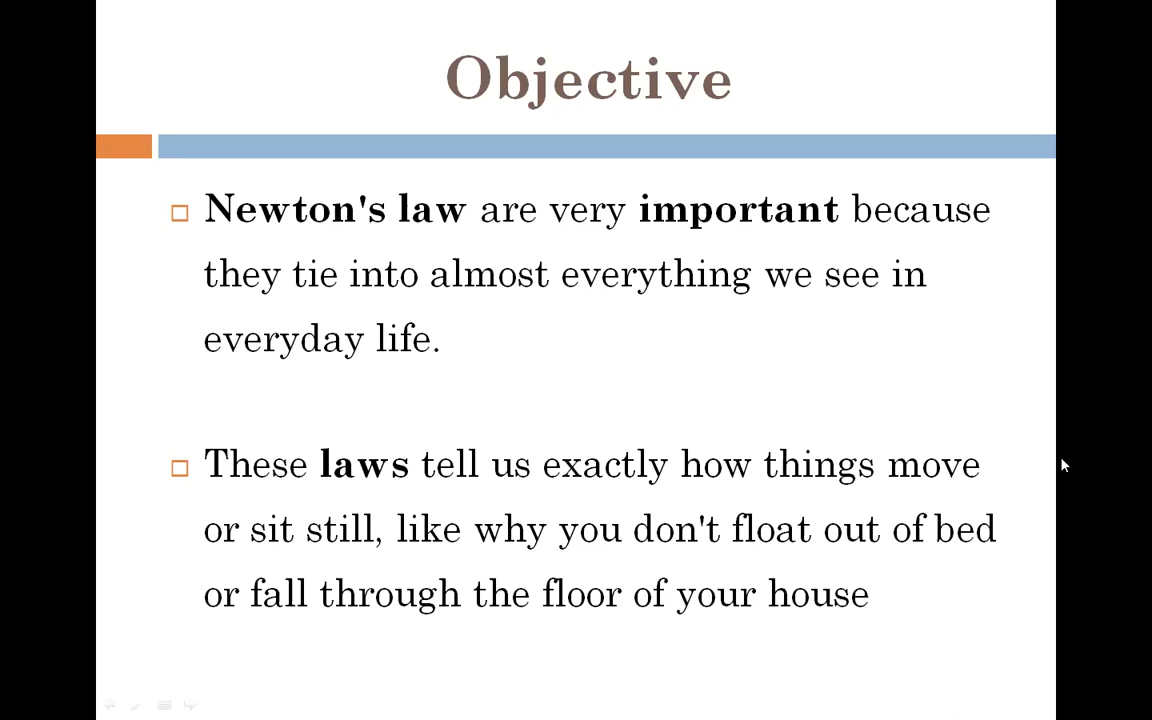 Objective
Newton's law are very important because
they tie into almost everything we see in
everyday life.
These laws tell us exactly how things move
or sit still, like why you don't float out of bed
or fall through the floor of your house